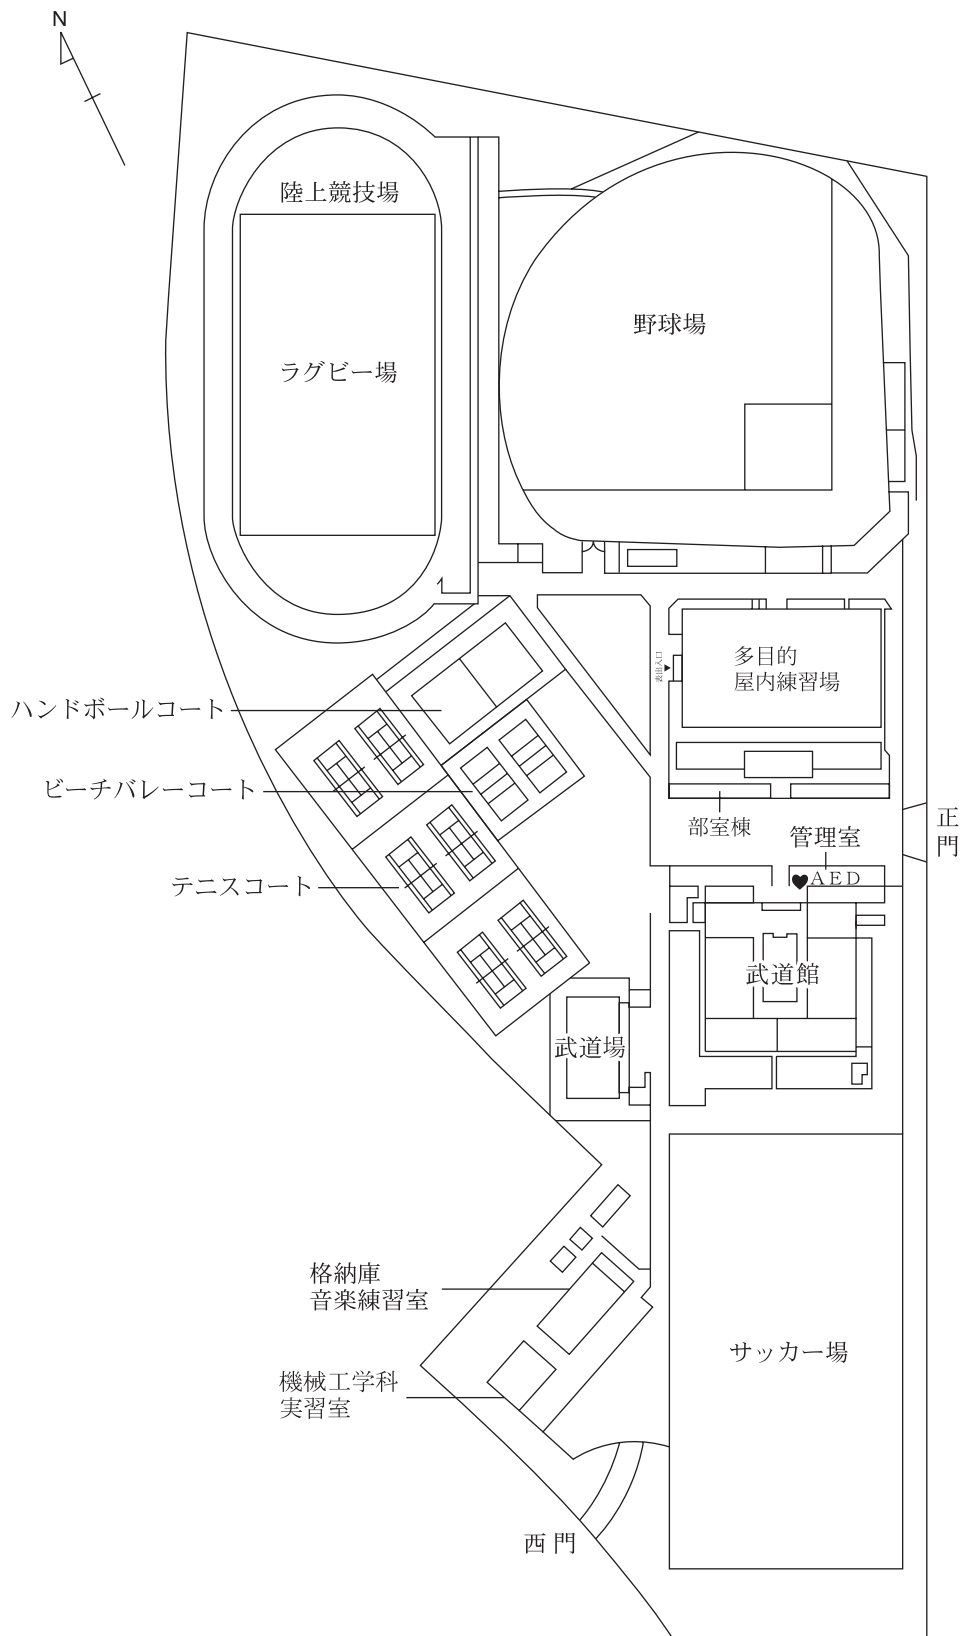 N
陸上競技場
ラグビー場
野球場
多目的
屋内練習場
表出入口
ハンドボールコート
ビーチバレーコート
部室棟
正門
管理室
AED
テニスコート
武道館
武道場
格納庫
音楽練習室
サッカー場
機械工学科
実習室
西門